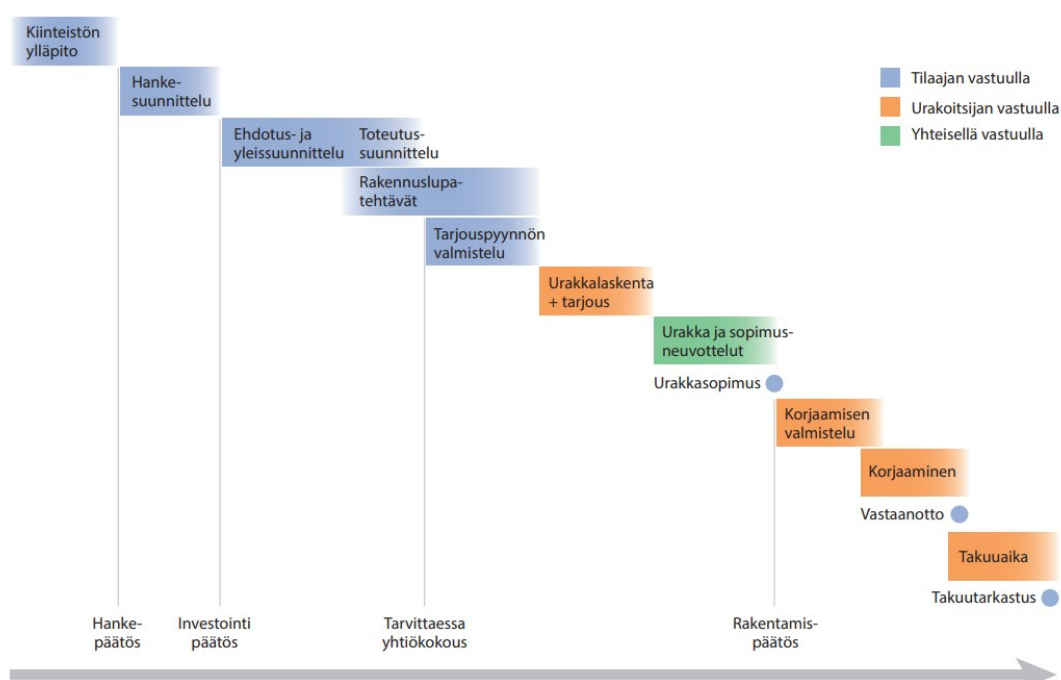 Kiinteistön
ylläpito
Hanke-
suunnittelu
Tilaajan vastuulla
Urakoitsijan vastuulla
Yhteisellä vastuulla
Ehdotus- ja
yleissuunnittelu
Toteutus-
suunnittelu
Rakennuslupa-
tehtävät
Tarjouspyynnön
valmistelu
Urakkalaskenta
+ tarjous
Urakka ja sopimus-
neuvottelut
Urakkasopimus
Korjaamisen
valmistelu
Korjaaminen
Vastaanotto
Takuuaika
Takuutarkastus
Hanke-
päätös
Investointi
päätös
Tarvittaessa
yhtiökokous
Rakentamis-
päätös